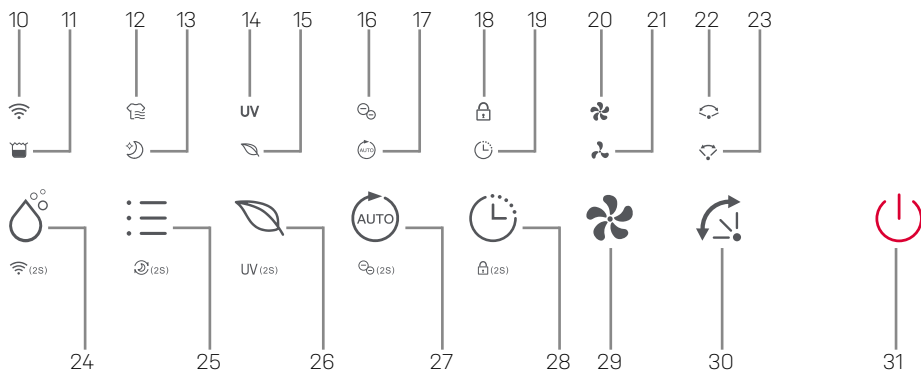 10 11 12 13 14 15 16 17 18 19 20 21 22 23
UV
AUTO
AUTO
(2S) (2S) UV (2S) (2S) (2S)
24 25 26 27 28 29 30 31